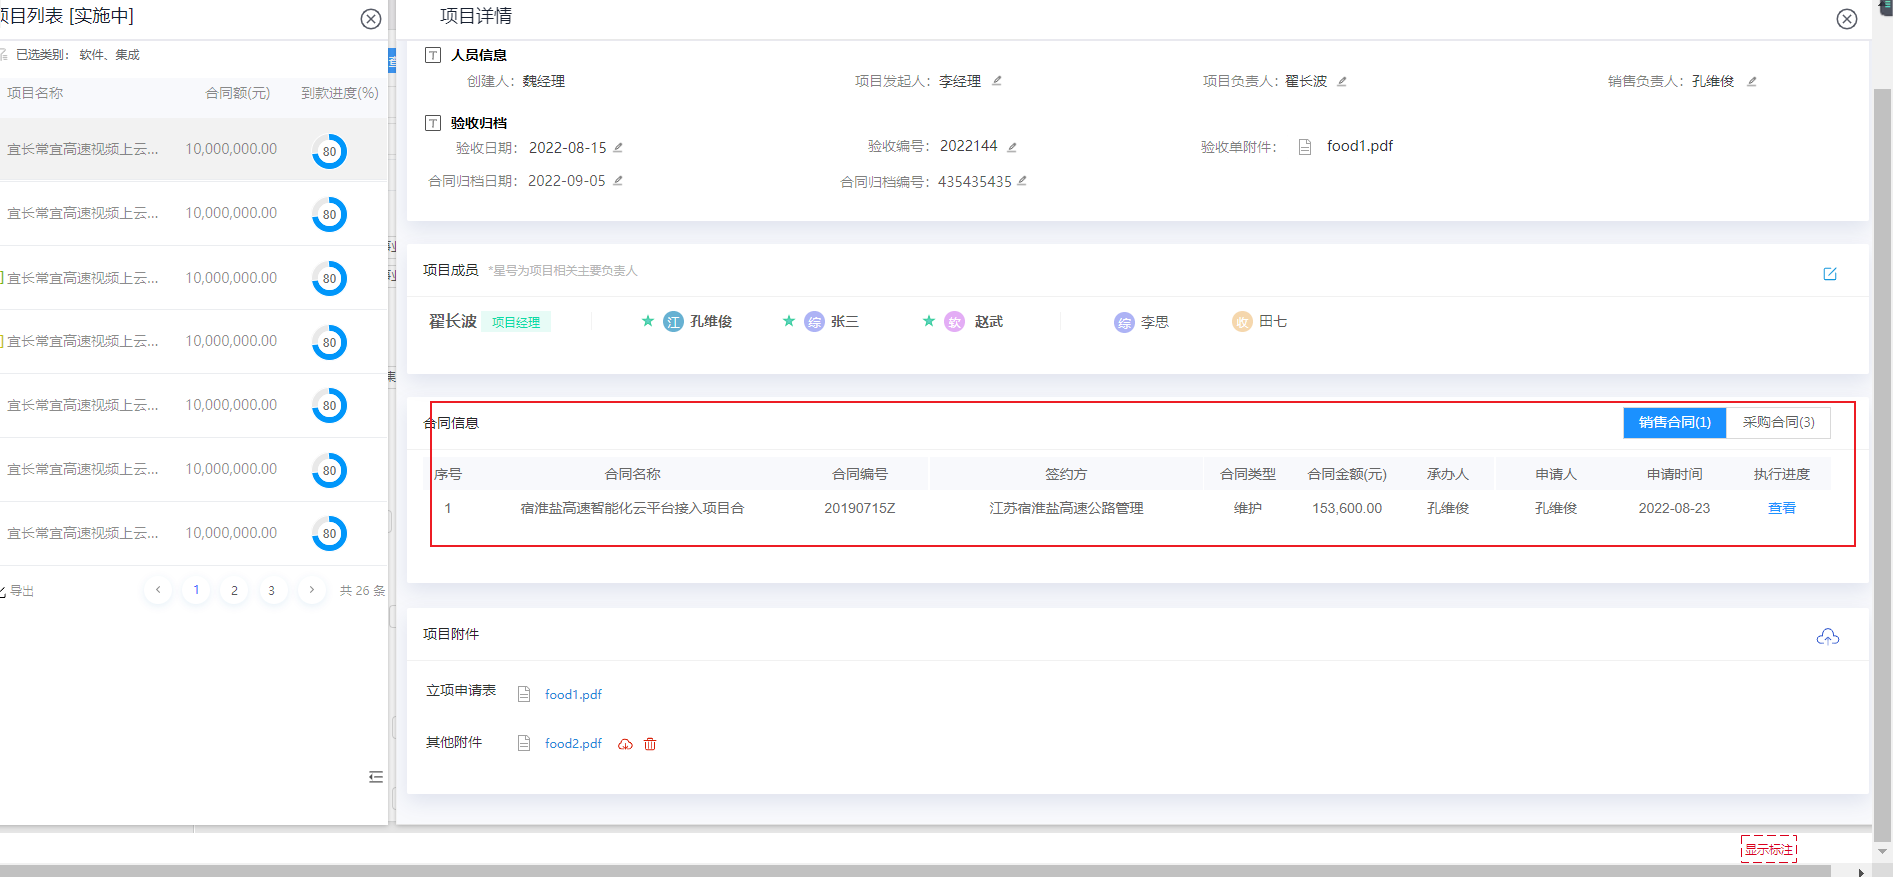 项目列表 [实施中]
已选类别： 软件、集成
项目名称 合同额(元) 到款进度(%)
宜长常宜高速视频上云... 10,000,000.00 80
宜长常宜高速视频上云... 10,000,000.00 80
宜长常宜高速视频上云... 10,000,000.00 80
宜长常宜高速视频上云... 10,000,000.00 80
宜长常宜高速视频上云... 10,000,000.00 80
宜长常宜高速视频上云... 10,000,000.00 80
宜长常宜高速视频上云... 10,000,000.00 80
导出 < 1 2 3 > 共 26 条
项目详情
人员信息
创建人： 魏经理 项目发起人： 李经理 项目负责人： 翟长波 销售负责人： 孔维俊
验收归档
验收日期： 2022-08-15 验收编号： 2022144 验收单附件： food1.pdf
合同归档日期： 2022-09-05 合同归档编号： 435435435
项目成员 *星号为项目相关主要负责人
翟长波 项目经理 ★ 江 孔维俊 ★ 综 张三 ★ 软 赵武 综 李思 收 田七
合同信息 销售合同(1) 采购合同(3)
序号 合同名称 合同编号 签约方 合同类型 合同金额(元) 承办人 申请人 申请时间 执行进度
1 宿淮盐高速智能化云平台接入项目合 20190715Z 江苏宿淮盐高速公路管理 维护 153,600.00 孔维俊 孔维俊 2022-08-23 查看
项目附件
立项申请表 food1.pdf
其他附件 food2.pdf
显示标注